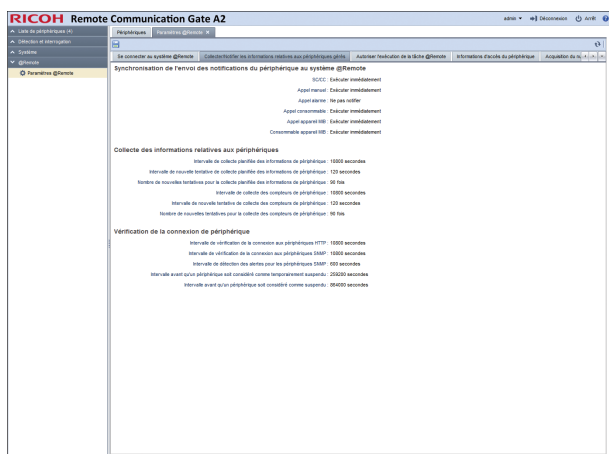 RICOH Remote Communication Gate A2
admin Déconnexion Arrêt
Liste de périphériques (4)
Détection et interrogation
Système
@Remote
Paramètres @Remote
Périphériques Paramètres @Remote
Se connecter au système @Remote Collecter/notifier les informations relatives aux périphériques gérés Autoriser l'exécution de la tâche @Remote Informations d'accès du périphérique Acquisition du
Synchronisation de l'envoi des notifications du périphérique au système @Remote
SC/CC : Exécuter immédiatement
Appel manuel : Exécuter immédiatement
Appel alarme : Ne pas notifier
Appel consommable : Exécuter immédiatement
Appel appareil MIB : Exécuter immédiatement
Consommable appareil MIB : Exécuter immédiatement
Collecte des informations relatives aux périphériques
Intervalle de collecte planifiée des informations de périphérique : 10800 secondes
Intervalle de nouvelle tentative de collecte planifiée des informations de périphérique : 120 secondes
Nombre de nouvelles tentatives pour la collecte planifiée des informations de périphérique : 90 fois
Intervalle de collecte des compteurs de périphérique : 10800 secondes
Intervalle de nouvelle tentative de collecte des compteurs de périphérique : 120 secondes
Nombre de nouvelles tentatives pour la collecte des compteurs de périphérique : 90 fois
Vérification de la connexion de périphérique
Intervalle de vérification de la connexion aux périphériques HTTP : 10800 secondes
Intervalle de vérification de la connexion aux périphériques SNMP : 10800 secondes
Intervalle de détection des alertes pour les périphériques SNMP : 600 secondes
Intervalle avant qu'un périphérique soit considéré comme temporairement suspendu : 259200 secondes
Intervalle avant qu'un périphérique soit considéré comme suspendu : 864000 secondes